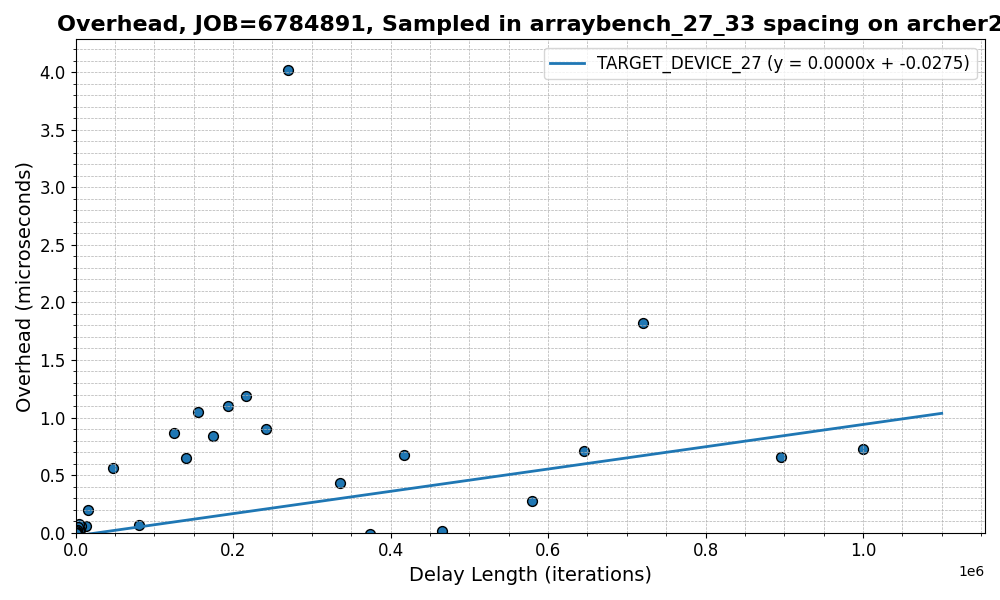 Overhead, JOB=6784891, Sampled in arraybench_27_33 spacing on archer2
TARGET_DEVICE_27 (y = 0.0000x + -0.0275)
Overhead (microseconds)
4.0
3.5
3.0
2.5
2.0
1.5
1.0
0.5
0.0
0.0 0.2 0.4 0.6 0.8 1.0
1e6
Delay Length (iterations)